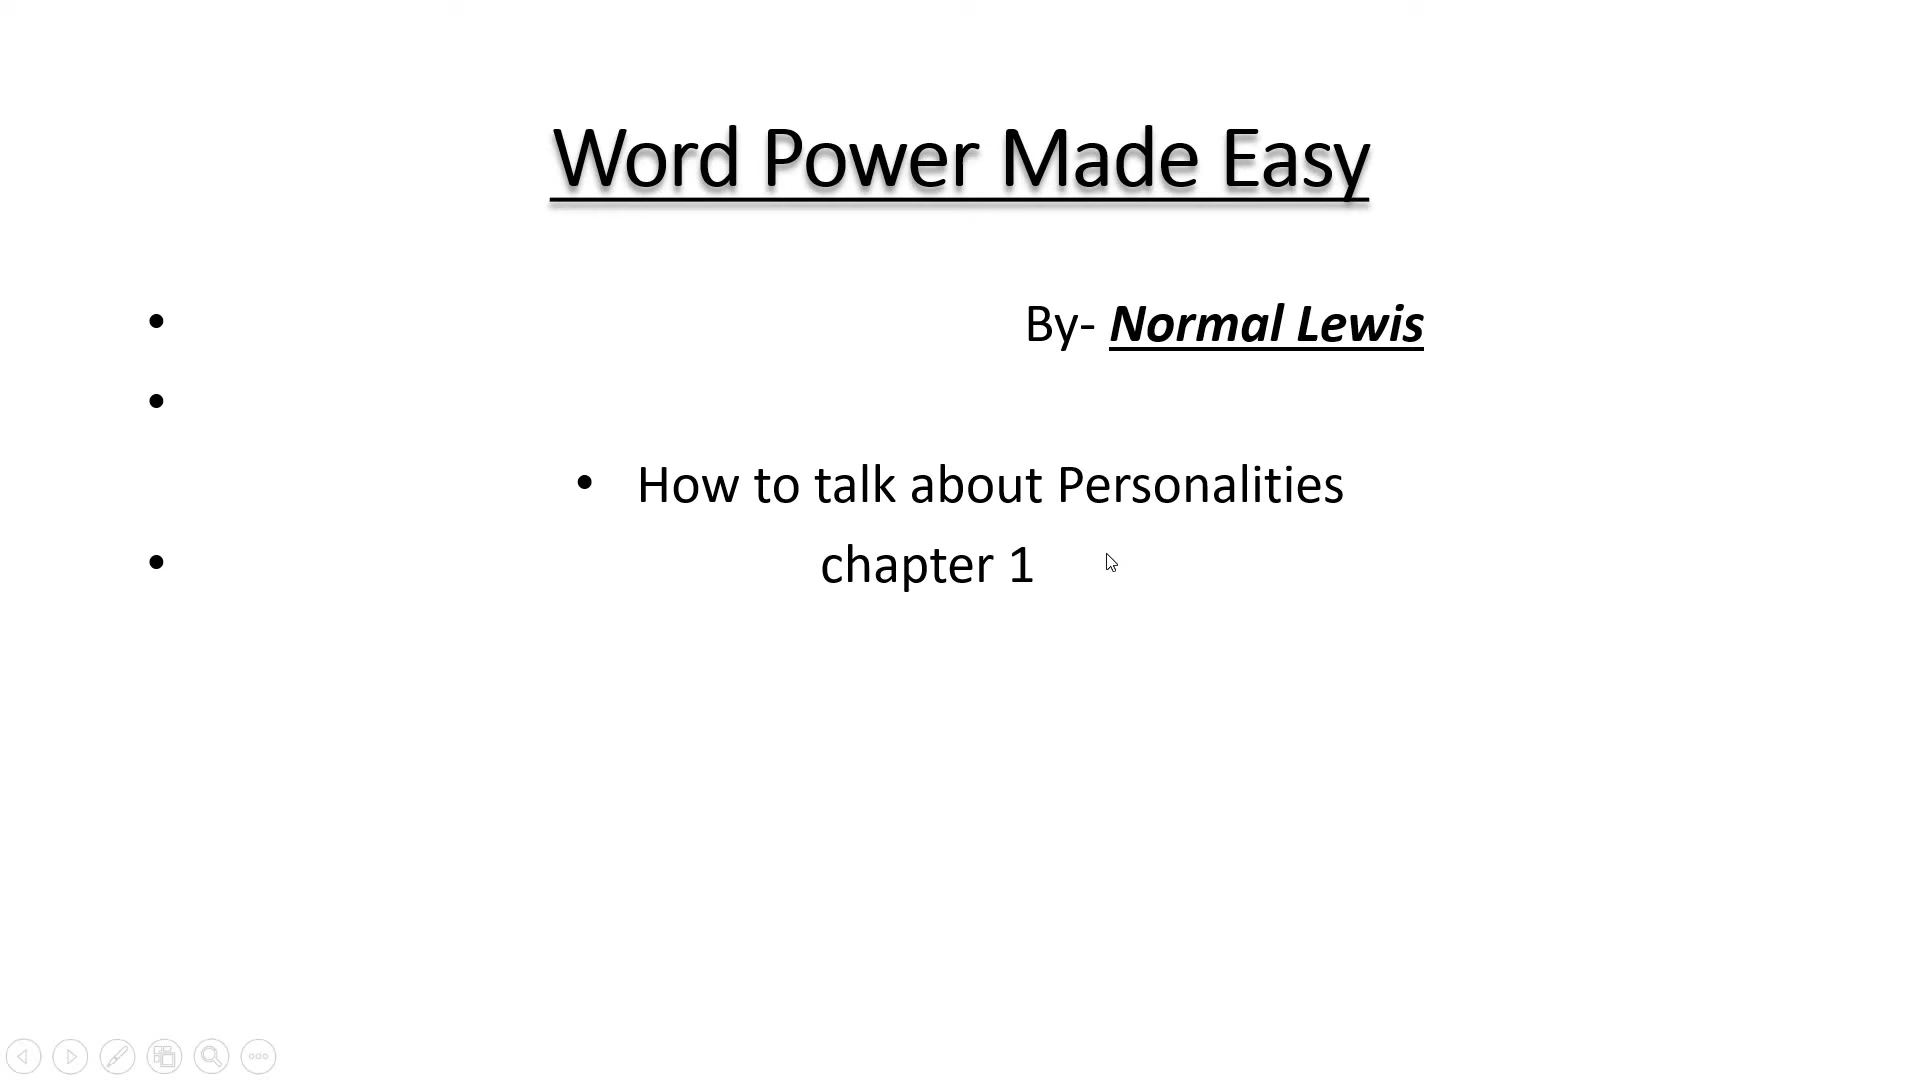 Word Power Made Easy
• By- Normal Lewis
•
• How to talk about Personalities
• chapter 1